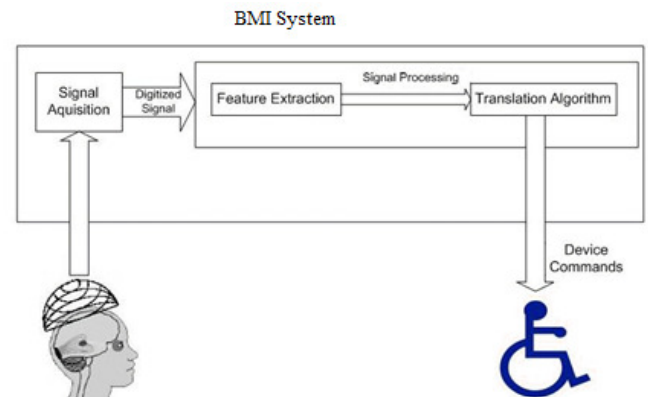 BMI System
Signal
Aquisition
Digitized
Signal
Feature Extraction
Signal Processing
Translation Algorithm
Device
Commands